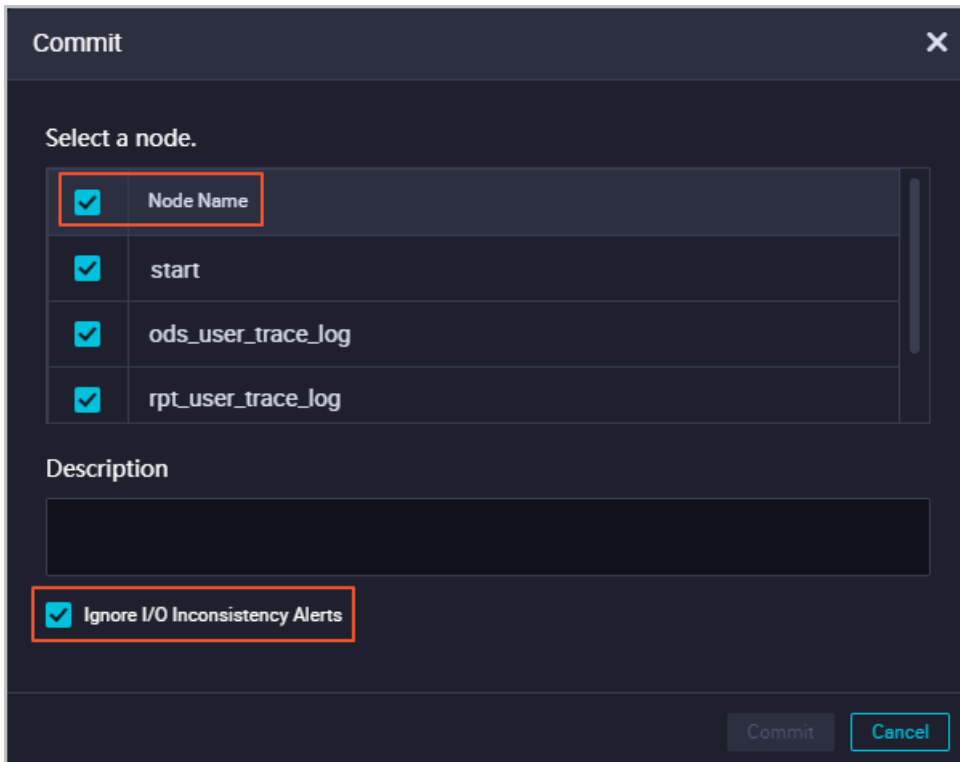 Commit
Select a node.
Node Name
start
ods_user_trace_log
rpt_user_trace_log
Description
Ignore I/O Inconsistency Alerts
Commit Cancel